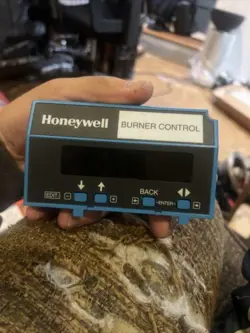 Honeywell
BURNER CONTROL
BACK
EDIT - ↓ ↑ + ← ENTER ◄► →